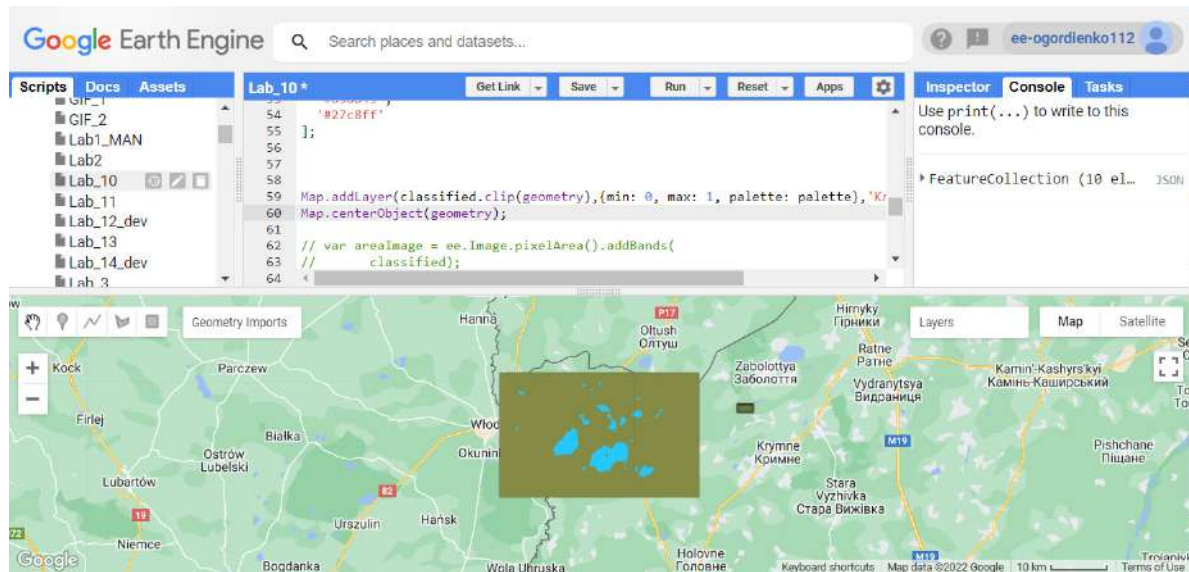 Google Earth Engine
Search places and datasets...
ee-ogordienko112
Scripts Docs Assets
GIF_1
GIF_2
Lab1_MAN
Lab2
Lab_10
Lab_11
Lab_12_dev
Lab_13
Lab_14_dev
Lab_3
Lab_10 *
Get Link
Save
Run
Reset
Apps
54 '#27c8ff'
55 ];
56
57
58
59 Map.addLayer(classified.clip(geometry),{min: 0, max: 1, palette: palette},'Kr
60 Map.centerObject(geometry);
61
62 // var areaImage = ee.Image.pixelArea().addBands(
63 // classified);
64
Inspector Console Tasks
Use print(...) to write to this
console.
FeatureCollection (10 el… JSON
Geometry Imports
Layers
Map Satellite
+
−
Kock
Parczew
Hanna
P17
Oltush
Олтуш
Hirnyky
Гірники
Ratne
Ратне
Zabolottya
Заболоття
Vydranytsya
Видраниця
Kamin'-Kashyrs'kyi
Камінь-Каширський
Firlej
Białka
Włod
Okunin
Ostrów
Lubelski
Lubartów
82
19
Niemce
Urszulin
Hańsk
Bogdanka
Wola Uhruska
Krymne
Кримне
M19
Pishchane
Піщане
Stara
Vyzhivka
Стара Вижівка
Holovne
Головне
M19
Google
Keyboard shortcuts Map data ©2022 Google 10 km Terms of Use